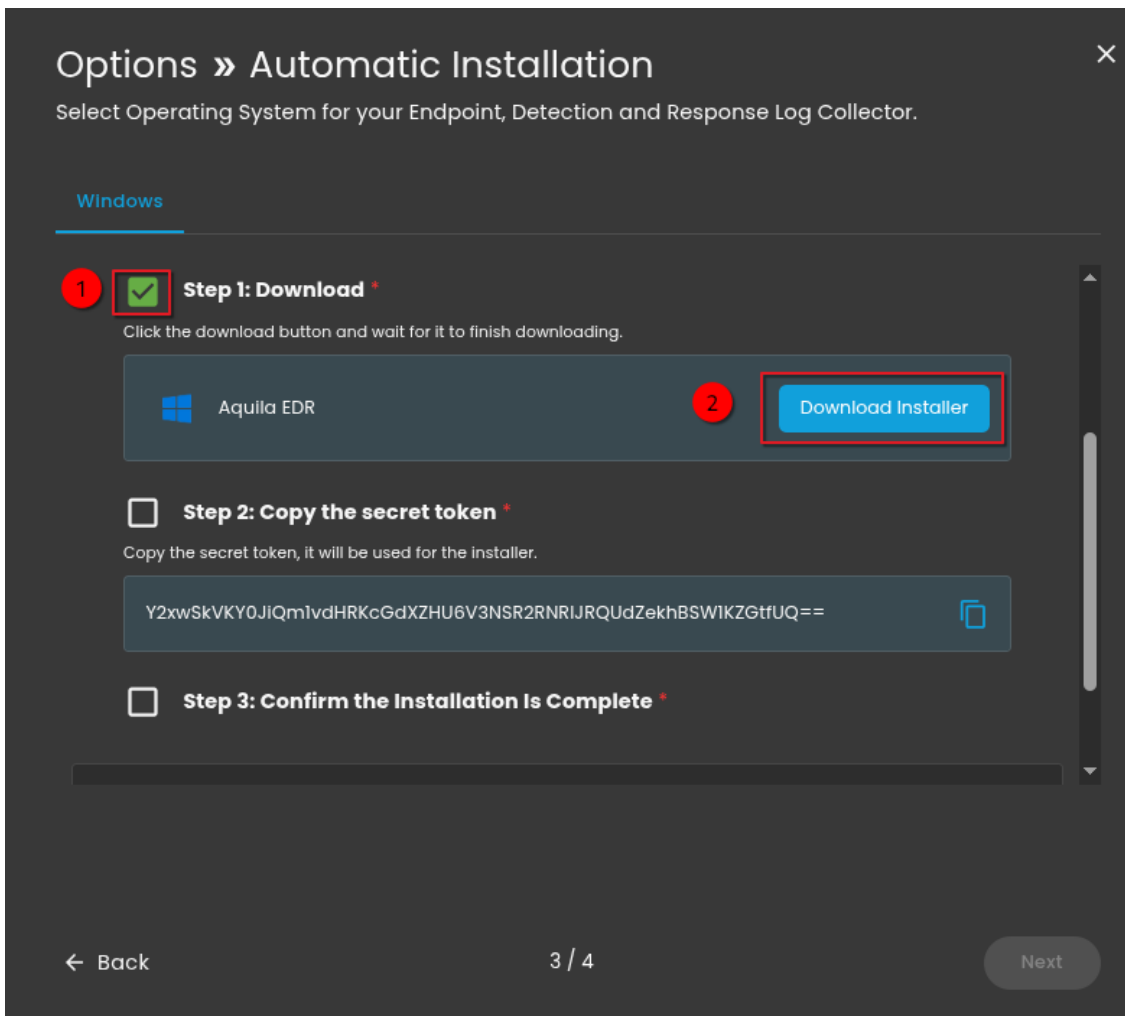 Options » Automatic Installation
Select Operating System for your Endpoint, Detection and Response Log Collector.
Windows
1
Step 1: Download *
Click the download button and wait for it to finish downloading.
Aquila EDR
2
Download Installer
Step 2: Copy the secret token *
Copy the secret token, it will be used for the installer.
Y2xwSkVKY0JiQm1vdHRKcGdXZHU6V3NSR2RNRlJRQUdZekhBSW1KZGtfUQ==
Step 3: Confirm the Installation Is Complete *
← Back
3 / 4
Next